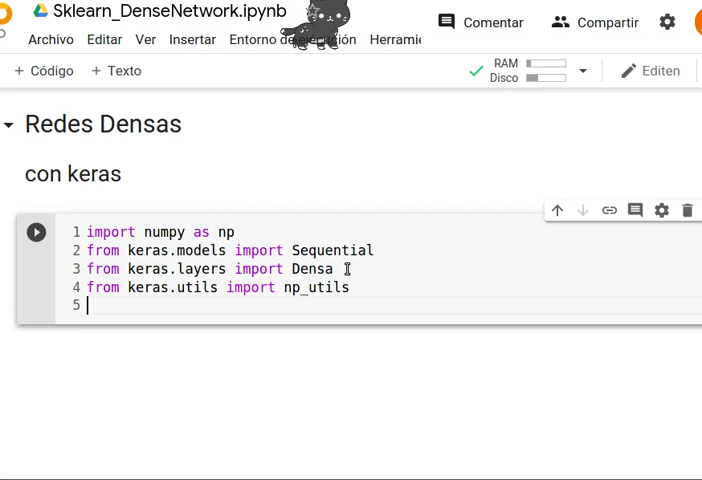 Sklearn_DenseNetwork.ipynb
Comentar
Compartir
Archivo Editar Ver Insertar Entorno de ejecución
+ Código + Texto
RAM
Disco
Editen
Redes Densas
con keras
1 import numpy as np
2 from keras.models import Sequential
3 from keras.layers import Densa
4 from keras.utils import np_utils
5